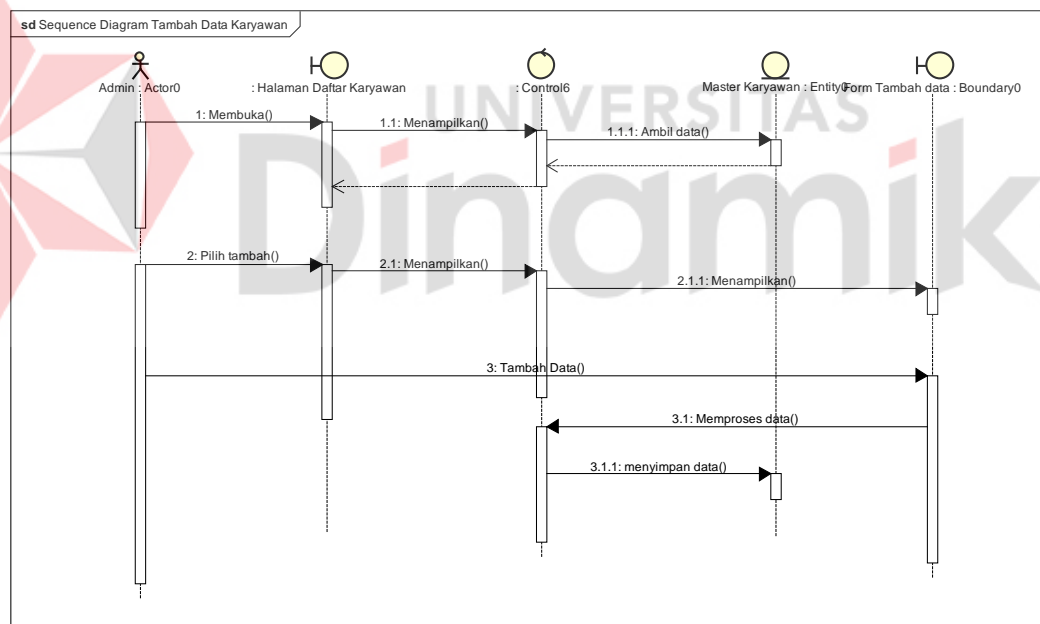 sd Sequence Diagram Tambah Data Karyawan
Admin : Actor0
: Halaman Daftar Karyawan
: Control6
Master Karyawan : Entity0
Form Tambah data : Boundary0
UNIVERSITAS
Dinamika
1: Membuka()
1.1: Menampilkan()
1.1.1: Ambil data()
2: Pilih tambah()
2.1: Menampilkan()
2.1.1: Menampilkan()
3: Tambah Data()
3.1: Memproses data()
3.1.1: menyimpan data()